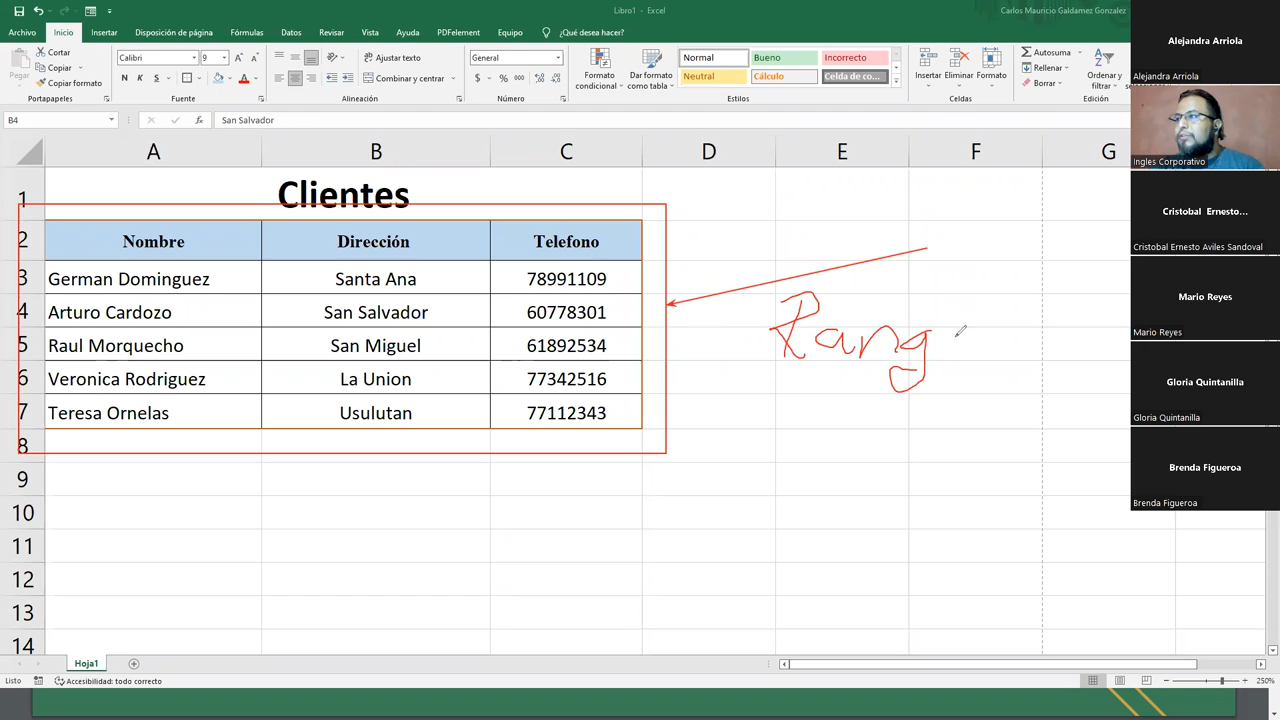 Libro1 - Excel
Carlos Mauricio Galdamez Gonzalez
Archivo Inicio Insertar Disposición de página Fórmulas Datos Revisar Vista Ayuda PDFelement Equipo ¿Qué desea hacer?
Pegar
Cortar
Copiar
Copiar formato
Portapapeles
Calibri 9
N K S
Fuente
Ajustar texto
Combinar y centrar
Alineación
General
$ % 000
Número
Formato condicional
Dar formato como tabla
Normal Bueno Incorrecto
Neutral Cálculo Celda de co...
Estilos
Insertar Eliminar Formato
Celdas
Autosuma
Rellenar
Borrar
Ordenar y filtrar
Edición
B4 fx San Salvador
A B C D E F G
1 Clientes
2 Nombre Dirección Telefono
3 German Dominguez Santa Ana 78991109
4 Arturo Cardozo San Salvador 60778301
5 Raul Morquecho San Miguel 61892534
6 Veronica Rodriguez La Union 77342516
7 Teresa Ornelas Usulutan 77112343
8
9
10
11
12
13
14
Rang
Hoja1
Listo Accesibilidad: todo correcto 250%
Alejandra Arriola
Alejandra Arriola
Ingles Corporativo
Cristobal Ernesto...
Cristobal Ernesto Aviles Sandoval
Mario Reyes
Mario Reyes
Gloria Quintanilla
Gloria Quintanilla
Brenda Figueroa
Brenda Figueroa